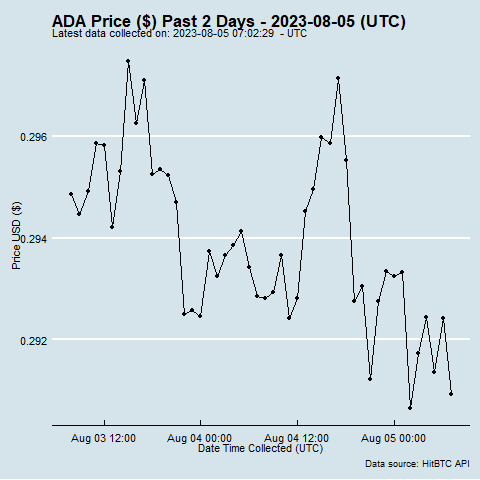 ADA Price ($) Past 2 Days - 2023-08-05 (UTC)
Latest data collected on: 2023-08-05 07:02:29  - UTC
0.296
0.294
0.292
Price USD ($)
Aug 03 12:00
Aug 04 00:00
Aug 04 12:00
Aug 05 00:00
Date Time Collected (UTC)
Data source: HitBTC API